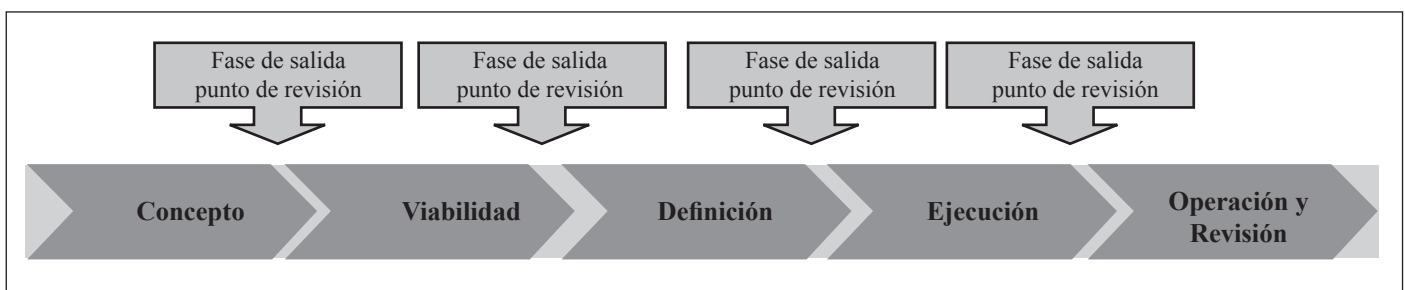 Fase de salida
punto de revisión
Fase de salida
punto de revisión
Fase de salida
punto de revisión
Fase de salida
punto de revisión
Concepto
Viabilidad
Definición
Ejecución
Operación y
Revisión